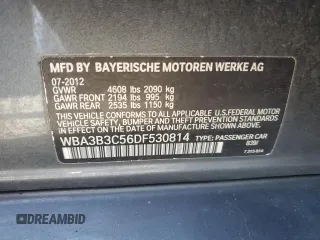 MFD BY BAYERISCHE MOTOREN WERKE AG
07-2012
GVWR 4608 lbs 2090 kg
GAWR FRONT 2194 lbs 995 kg
GAWR REAR 2535 lbs 1150 kg
THIS VEHICLE CONFORMS TO ALL APPLICABLE U.S. FEDERAL MOTOR
VEHICLE SAFETY, BUMPER, AND THEFT PREVENTION STANDARDS IN
EFFECT ON THE DATE OF MANUFACTURE SHOWN ABOVE.
WBA3B3C56DF530814 TYPE: PASSENGER CAR
DREAMBID